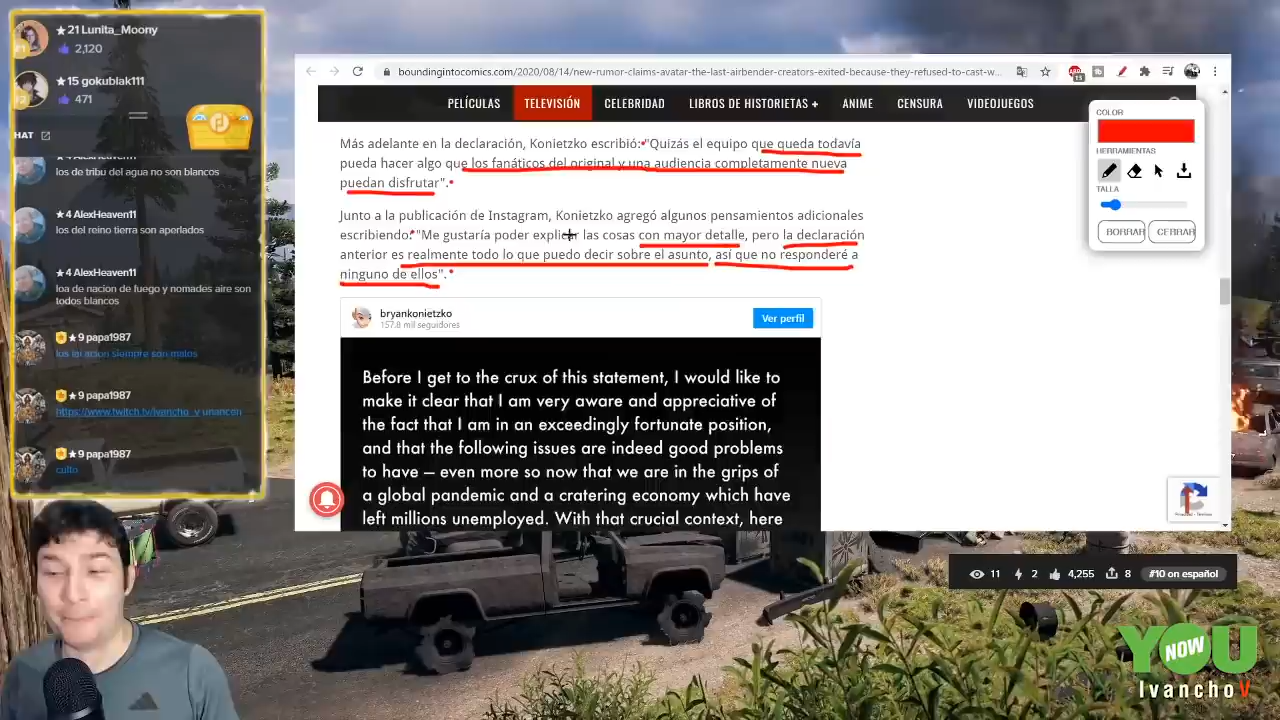 ★21 Lunita_Moony
#1
2,120
★15 gokublak111
471
HAT
★4 AlexHeaven11
los de tribu del agua no son blancos
★4 AlexHeaven11
los del reino tierra son aperlados
★4 AlexHeaven11
loa de nacion de fuego y nomades aire son
todos blancos
★9 papa1987
★9 papa1987
https://www.twitch.tv/ivancho_v unancen
★9 papa1987
culto
boundingintocomics.com/2020/08/14/new-rumor-claims-avatar-the-last-airbender-creators-exited-because-they-refused-to-cast-w...
PELÍCULAS TELEVISIÓN CELEBRIDAD LIBROS DE HISTORIETAS + ANIME CENSURA VIDEOJUEGOS
Más adelante en la declaración, Konietzko escribió: "Quizás el equipo que queda todavía
pueda hacer algo que los fanáticos del original y una audiencia completamente nueva
puedan disfrutar".
Junto a la publicación de Instagram, Konietzko agregó algunos pensamientos adicionales
escribiendo: "Me gustaría poder explicar las cosas con mayor detalle, pero la declaración
anterior es realmente todo lo que puedo decir sobre el asunto, así que no responderé a
ninguno de ellos".
bryankonietzko
157.8 mil seguidores
Ver perfil
Before I get to the crux of this statement, I would like to
make it clear that I am very aware and appreciative of
the fact that I am in an exceedingly fortunate position,
and that the following issues are indeed good problems
to have — even more so now that we are in the grips of
a global pandemic and a cratering economy which have
left millions unemployed. With that crucial context, here
COLOR
HERRAMIENTAS
TALLA
BORRAR CERRAR
11 2 4,255 8 #10 en español
YOU
NOW
IvanchoV